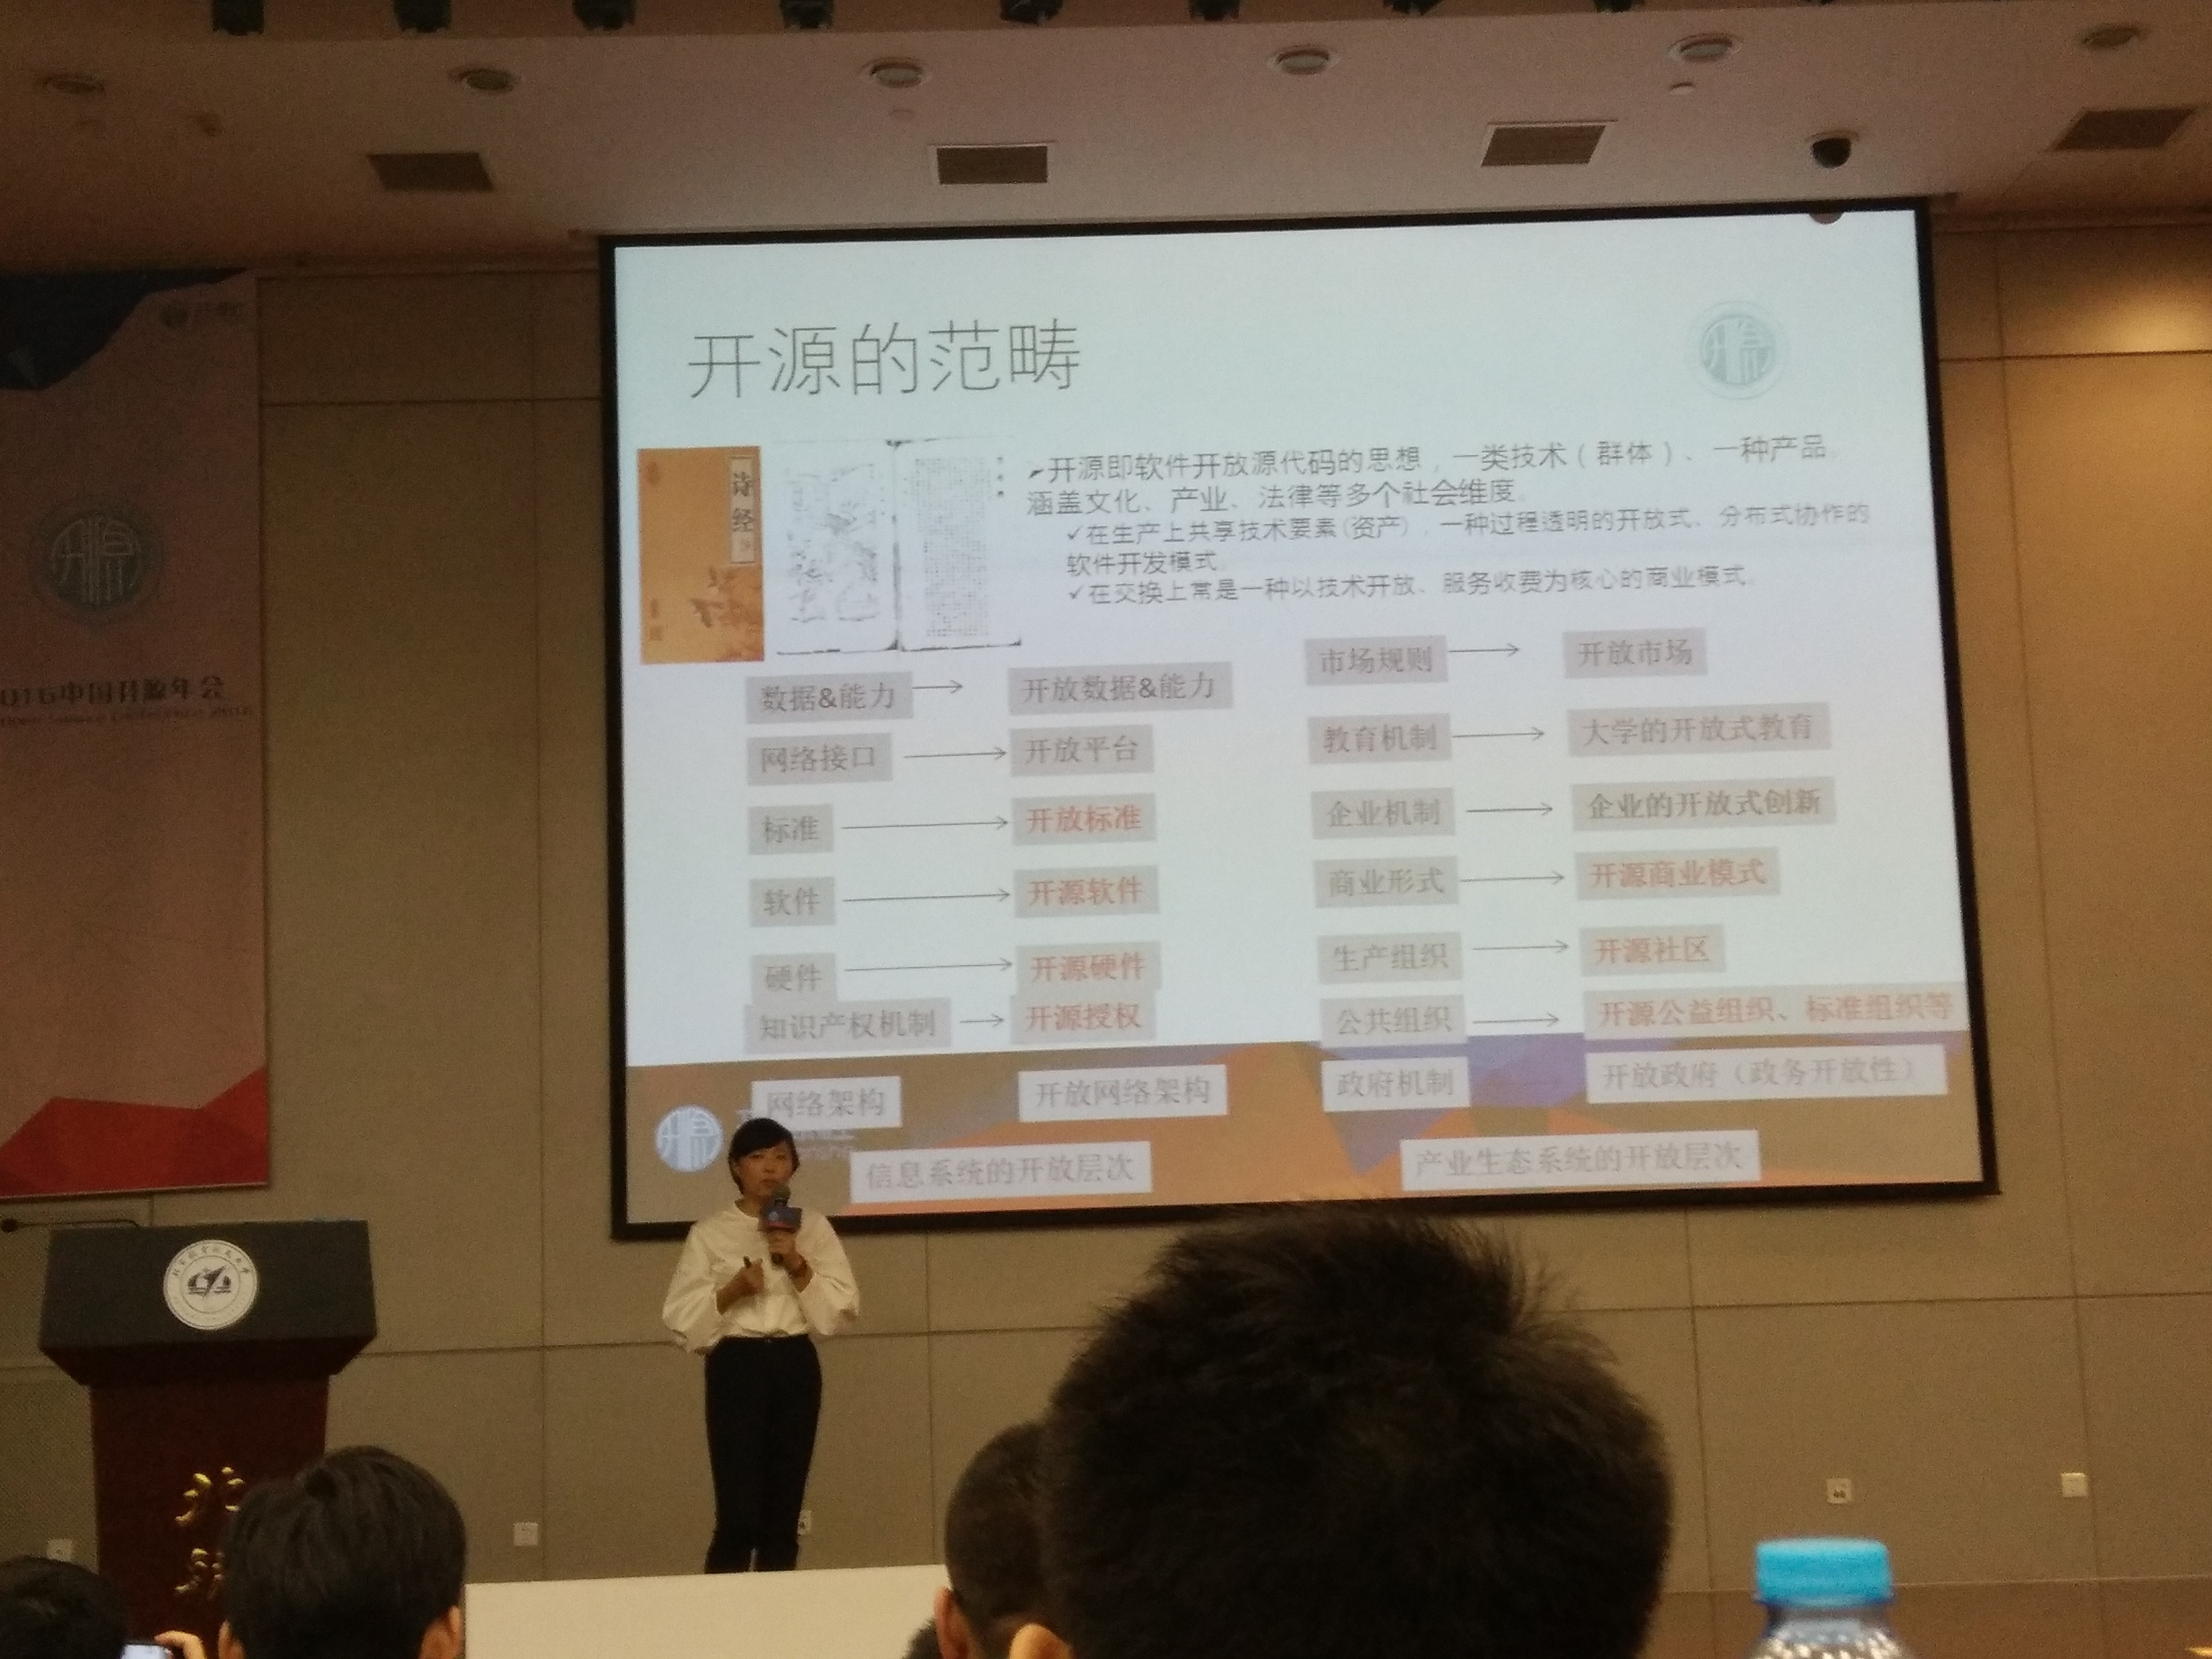 开源的范畴
诗经
开源即软件开放源代码的思想，一类技术（群体）、一种产品。
涵盖文化、产业、法律等多个社会维度。
✓在生产上共享技术要素(资产)，一种过程透明的开放式、分布式协作的
软件开发模式。
✓在交换上常是一种以技术开放、服务收费为核心的商业模式。
数据&能力 开放数据&能力
网络接口 开放平台
标准 开放标准
软件 开源软件
硬件 开源硬件
知识产权机制 开源授权
网络架构 开放网络架构
信息系统的开放层次
市场规则 开放市场
教育机制 大学的开放式教育
企业机制 企业的开放式创新
商业形式 开源商业模式
生产组织 开源社区
公共组织 开源公益组织、标准组织等
政府机制 开放政府（政务开放性）
产业生态系统的开放层次
016中国开源年会